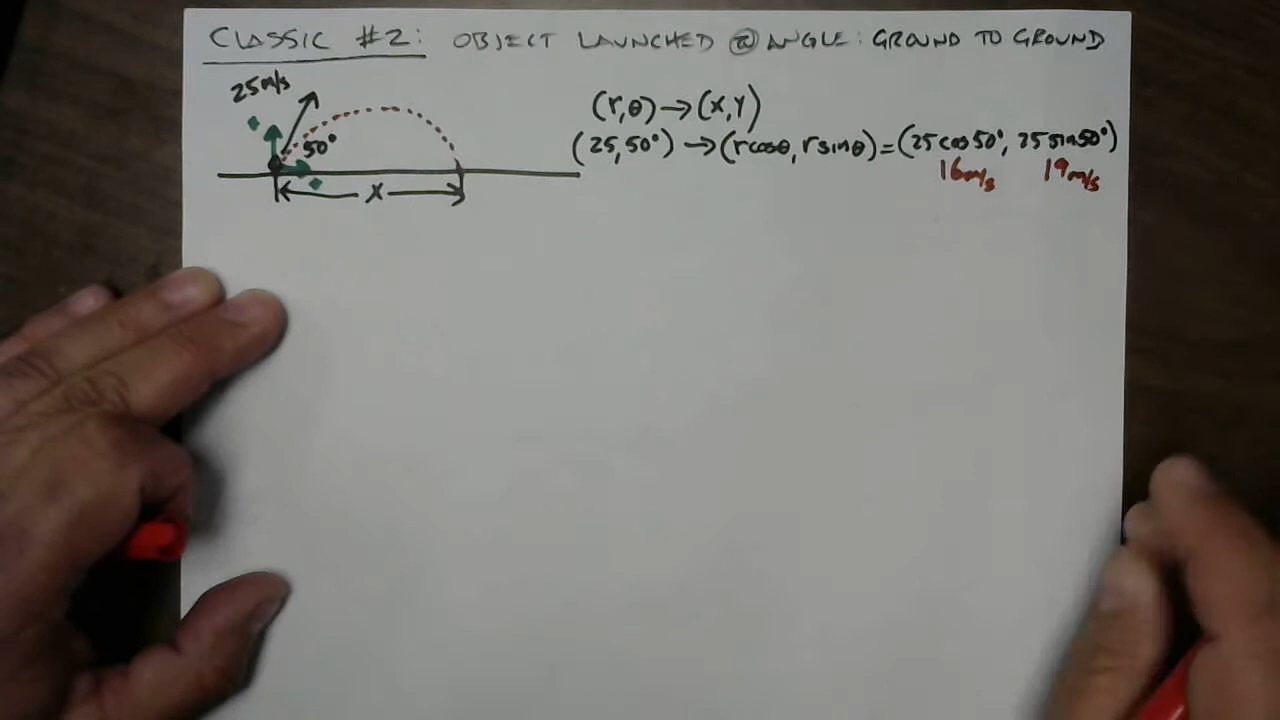 CLASSIC #2: OBJECT LAUNCHED @ ANGLE: GROUND TO GROUND
25m/s
50°
X
(r,θ)→(X,Y)
(25,50°)→(rcosθ, rsinθ)=(25cos50°, 25sin50°)
16m/s 19m/s